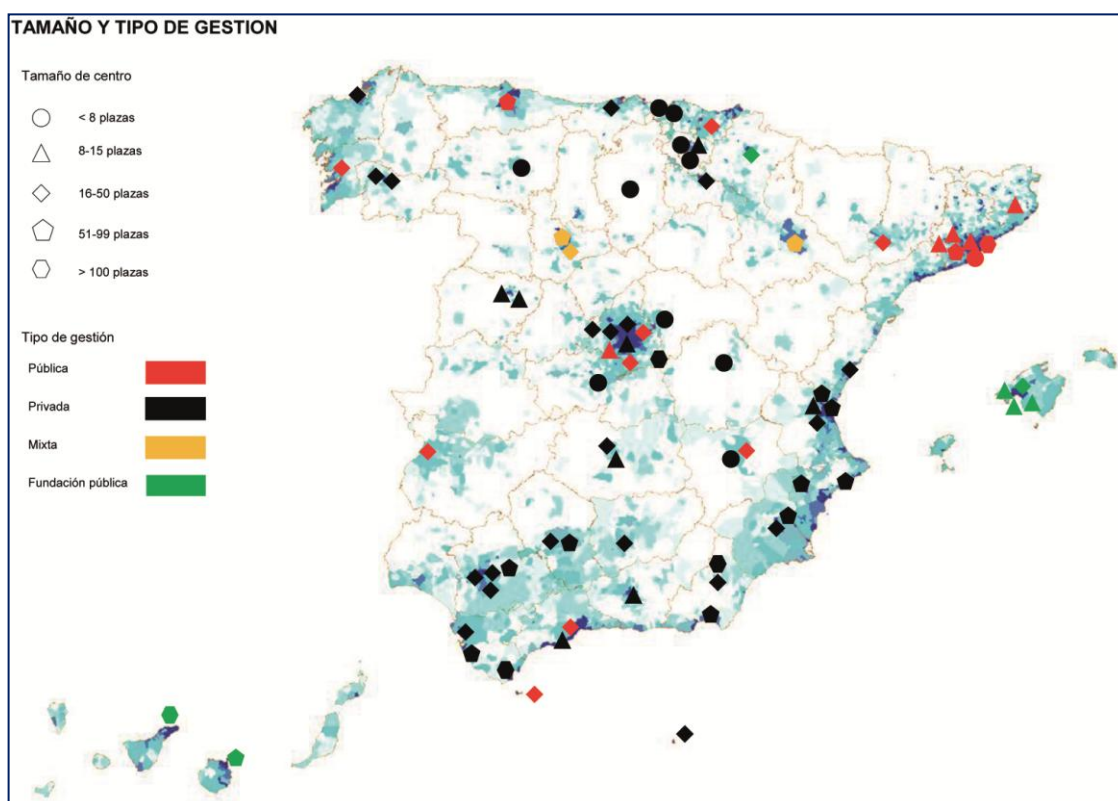 TAMAÑO Y TIPO DE GESTION
Tamaño de centro
< 8 plazas
8-15 plazas
16-50 plazas
51-99 plazas
> 100 plazas
Tipo de gestión
Pública
Privada
Mixta
Fundación pública